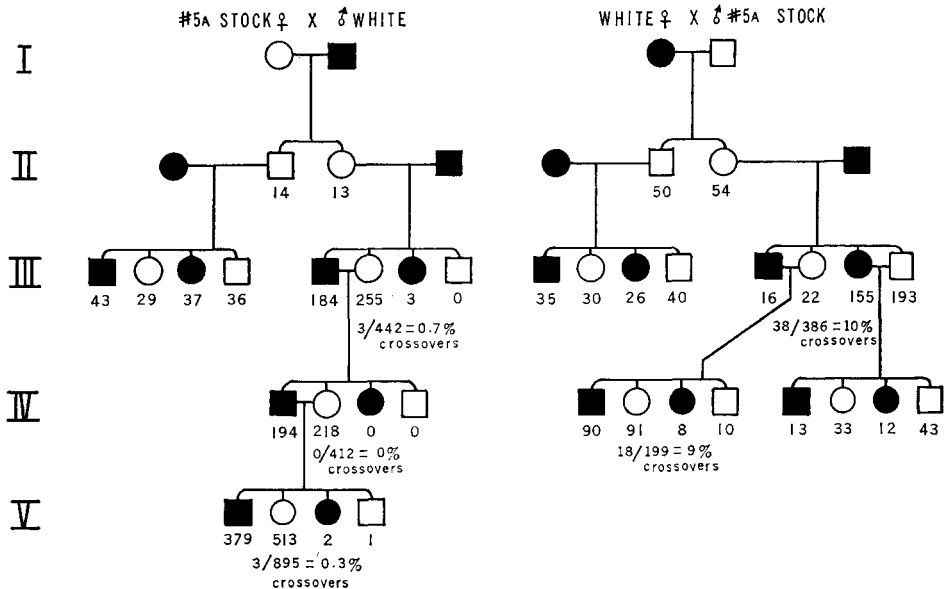 #5A STOCK ♀ X ♂ WHITE
WHITE ♀ X ♂ #5A STOCK
I
II
14 13
50 54
III
43 29 37 36
184 255 3 0
35 30 26 40
16 22 155 193
3/442 = 0.7%
crossovers
38/386 = 10%
crossovers
IV
194 218 0 0
90 91 8 10
13 33 12 43
0/412 = 0%
crossovers
18/199 = 9%
crossovers
V
379 513 2 1
3/895 = 0.3%
crossovers